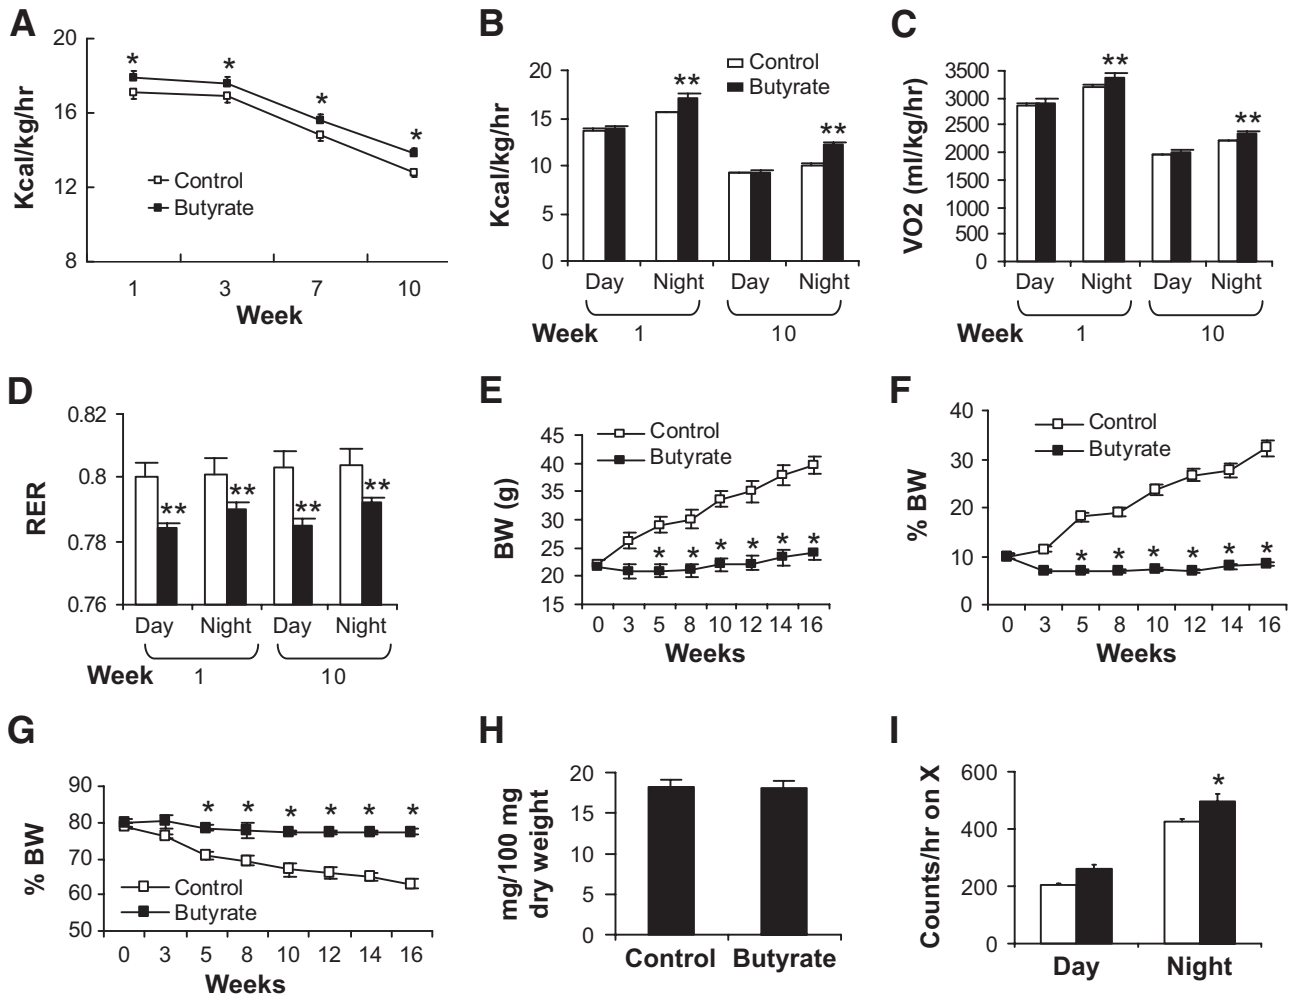 A
Kcal/kg/hr
20
16
12
8
*
*
*
*
Control
Butyrate
1 3 7 10
Week
B
Kcal/kg/hr
20
15
10
5
0
Control
Butyrate
**
**
Day Night Day Night
Week 1 10
C
VO2 (ml/kg/hr)
3500
3000
2500
2000
1500
1000
500
0
**
**
Day Night Day Night
Week 1 10
D
RER
0.82
0.8
0.78
0.76
** ** ** **
Day Night Day Night
Week 1 10
E
BW (g)
45
40
35
30
25
20
15
Control
Butyrate
* * * * * *
0 3 5 8 10 12 14 16
Weeks
F
% BW
40
30
20
10
0
Control
Butyrate
* * * * * *
0 3 5 8 10 12 14 16
Weeks
G
% BW
90
80
70
60
50
* * * * * *
Control
Butyrate
0 3 5 8 10 12 14 16
Weeks
H
mg/100 mg
dry weight
20
15
10
5
0
Control Butyrate
I
Counts/hr on X
600
400
200
0
*
Day Night